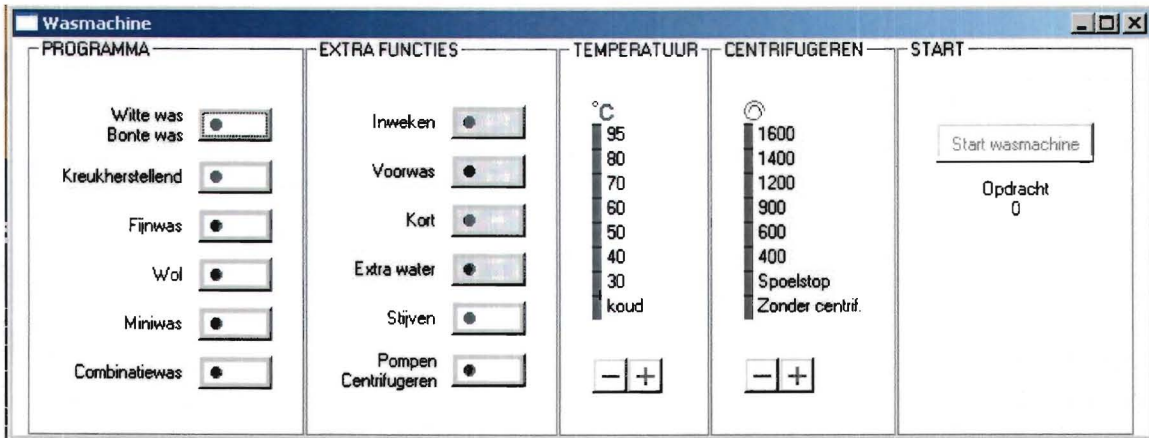 Wasmachine
PROGRAMMA
Witte was
Bonte was
Kreukherstellend
Fijnwas
Wol
Miniwas
Combinatiewas
EXTRA FUNCTIES
Inweken
Voorwas
Kort
Extra water
Stijven
Pompen
Centrifugeren
TEMPERATUUR
°C
95
80
70
60
50
40
30
koud
− +
CENTRIFUGEREN
1600
1400
1200
900
600
400
Spoelstop
Zonder centrif.
− +
START
Start wasmachine
Opdracht
0